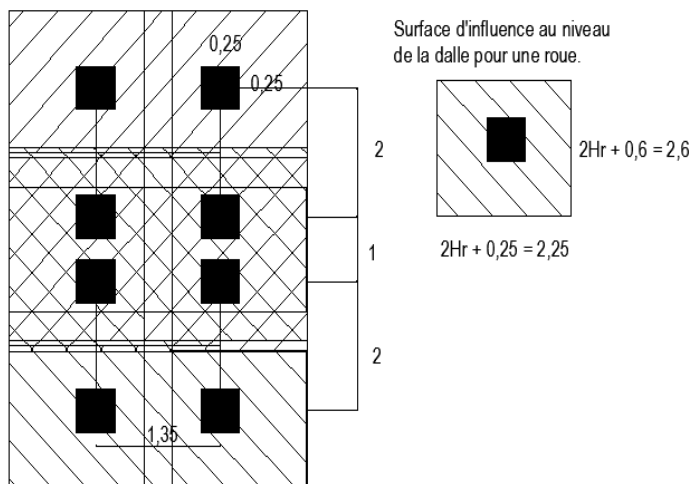 0,25
0,25
2
1
2
1,35
Surface d'influence au niveau
de la dalle pour une roue.
2Hr + 0,6 = 2,6
2Hr + 0,25 = 2,25